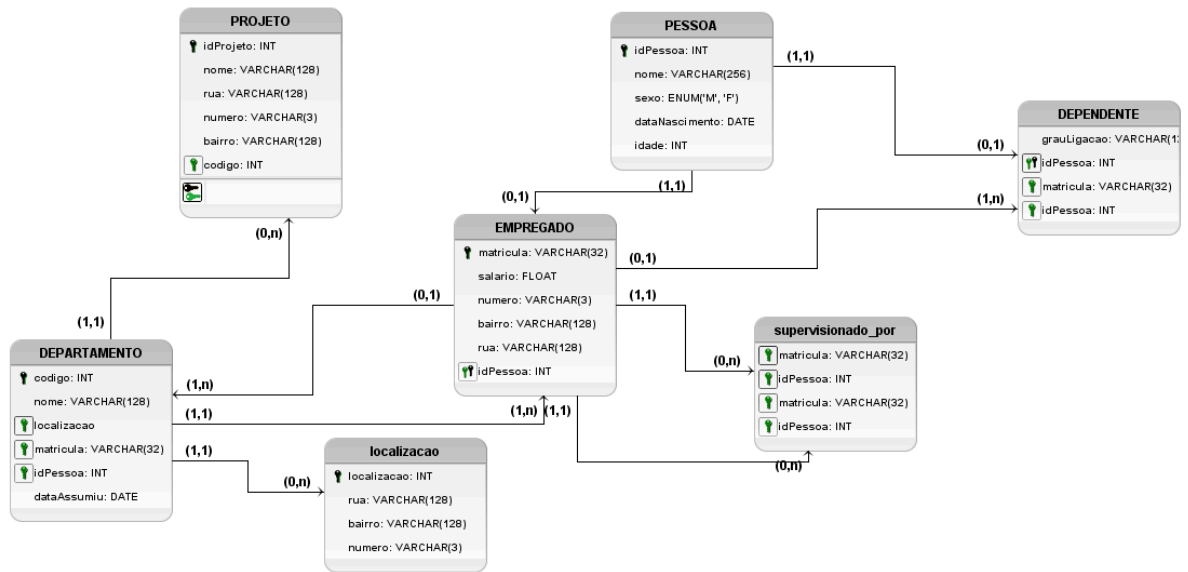 PROJETO
idProjeto: INT
nome: VARCHAR(128)
rua: VARCHAR(128)
numero: VARCHAR(3)
bairro: VARCHAR(128)
codigo: INT
(0,n)
PESSOA
idPessoa: INT
nome: VARCHAR(256)
sexo: ENUM('M', 'F')
dataNascimento: DATE
idade: INT
(1,1)
(1,1)
(0,1)
(0,1)
DEPENDENTE
grauLigacao: VARCHAR(1
idPessoa: INT
matricula: VARCHAR(32)
idPessoa: INT
(1,n)
EMPREGADO
matricula: VARCHAR(32)
salario: FLOAT
numero: VARCHAR(3)
bairro: VARCHAR(128)
rua: VARCHAR(128)
idPessoa: INT
(0,1)
(0,1)
(1,1)
(0,n)
(1,n)
(1,1)
(0,n)
supervisionado_por
matricula: VARCHAR(32)
idPessoa: INT
matricula: VARCHAR(32)
idPessoa: INT
(1,1)
DEPARTAMENTO
codigo: INT
nome: VARCHAR(128)
localizacao
matricula: VARCHAR(32)
idPessoa: INT
dataAssumiu: DATE
(1,n)
(1,1)
(1,1)
(0,n)
localizacao
localizacao: INT
rua: VARCHAR(128)
bairro: VARCHAR(128)
numero: VARCHAR(3)